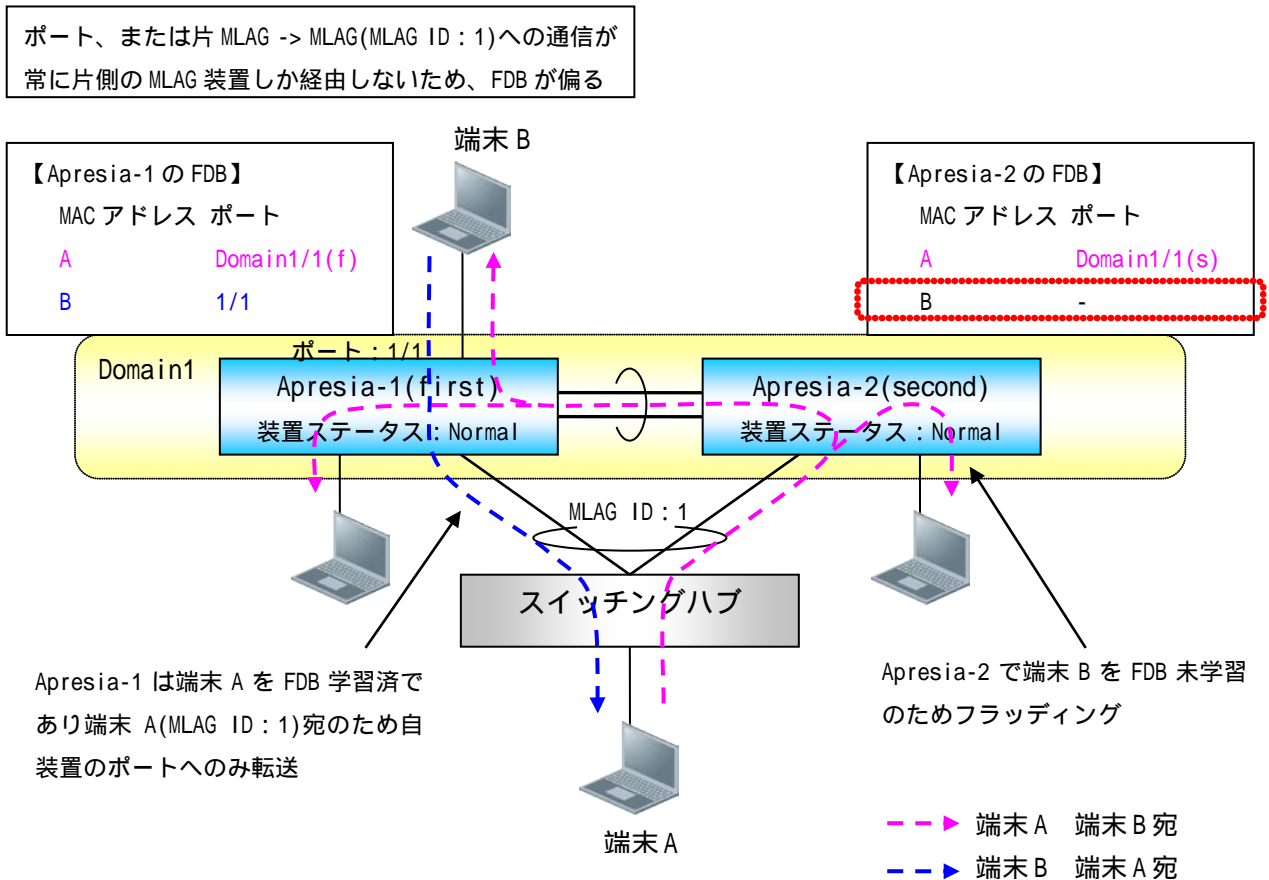 ポート、または片 MLAG -> MLAG(MLAG ID：1)への通信が
常に片側の MLAG 装置しか経由しないため、FDB が偏る
端末 B
【Apresia-1 の FDB】
MAC アドレス ポート
A Domain1/1(f)
B 1/1
【Apresia-2 の FDB】
MAC アドレス ポート
A Domain1/1(s)
B -
Domain1
ポート：1/1
Apresia-1(first)
装置ステータス：Normal
Apresia-2(second)
装置ステータス：Normal
MLAG ID：1
スイッチングハブ
Apresia-1 は端末 A を FDB 学習済で
あり端末 A(MLAG ID：1)宛のため自
装置のポートへのみ転送
Apresia-2 で端末 B を FDB 未学習
のためフラッディング
端末 A
端末 A 端末 B 宛
端末 B 端末 A 宛